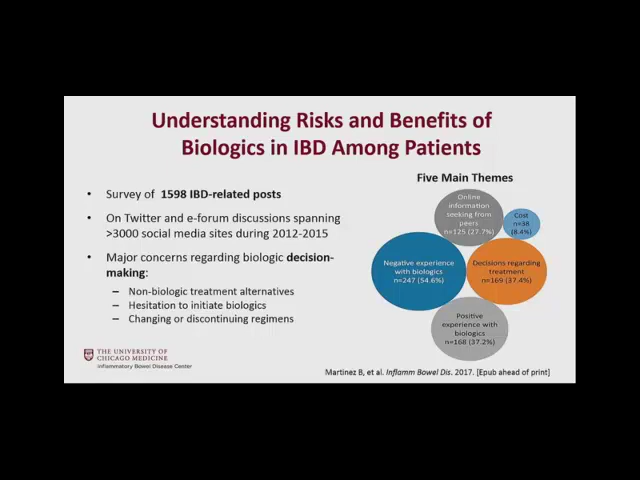 Understanding Risks and Benefits of
Biologics in IBD Among Patients
• Survey of 1598 IBD-related posts
• On Twitter and e-forum discussions spanning
>3000 social media sites during 2012-2015
• Major concerns regarding biologic decision-
making:
– Non-biologic treatment alternatives
– Hesitation to initiate biologics
– Changing or discontinuing regimens
Five Main Themes
Online
information
seeking from
peers
n=125 (27.7%)
Cost
n=38
(8.4%)
Negative experience
with biologics
n=247 (54.6%)
Decisions regarding
treatment
n=169 (37.4%)
Positive
experience with
biologics
n=168 (37.2%)
THE UNIVERSITY OF
CHICAGO MEDICINE
Inflammatory Bowel Disease Center
Martinez B, et al. Inflamm Bowel Dis. 2017. [Epub ahead of print]